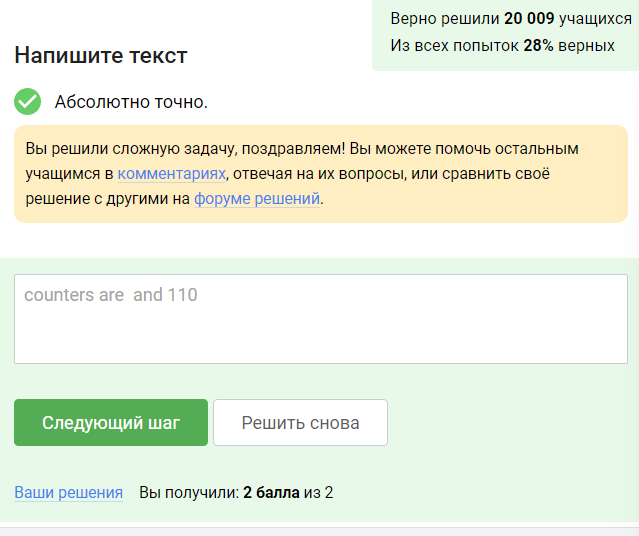 Верно решили 20 009 учащихся
Из всех попыток 28% верных
Напишите текст
Абсолютно точно.
Вы решили сложную задачу, поздравляем! Вы можете помочь остальным
учащимся в комментариях, отвечая на их вопросы, или сравнить своё
решение с другими на форуме решений.
counters are  and 110
Следующий шаг
Решить снова
Ваши решения Вы получили: 2 балла из 2